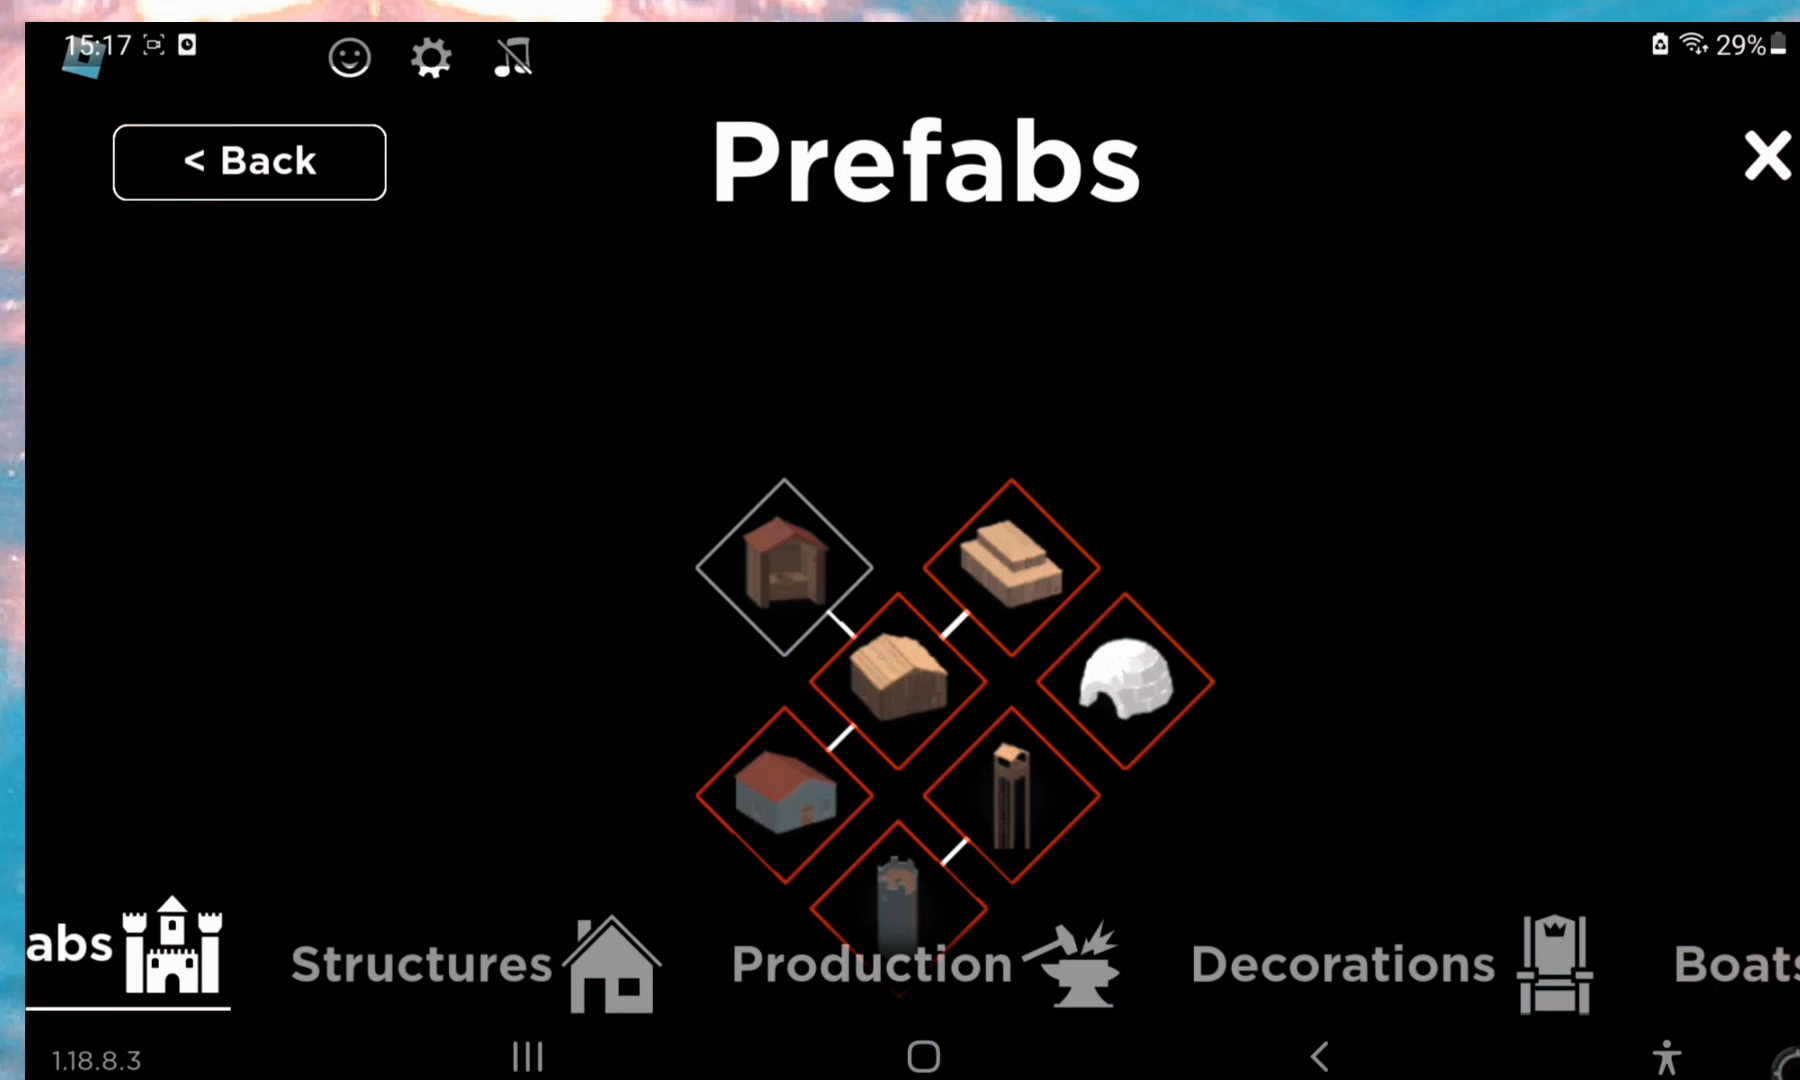 15:17
29%
< Back
Prefabs
abs
Structures
Production
Decorations
Boats
1.18.8.3